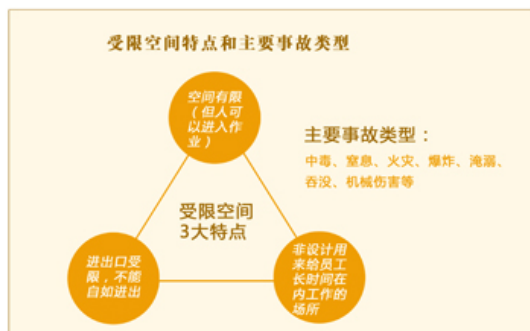 受限空间特点和主要事故类型
空间有限
（但人可
以进入作
业）
主要事故类型：
中毒、窒息、火灾、爆炸、淹溺、
吞没、机械伤害等
受限空间
3大特点
进出口受
限，不能
自如进出
非设计用
来给员工
长时间在
内工作的
场所